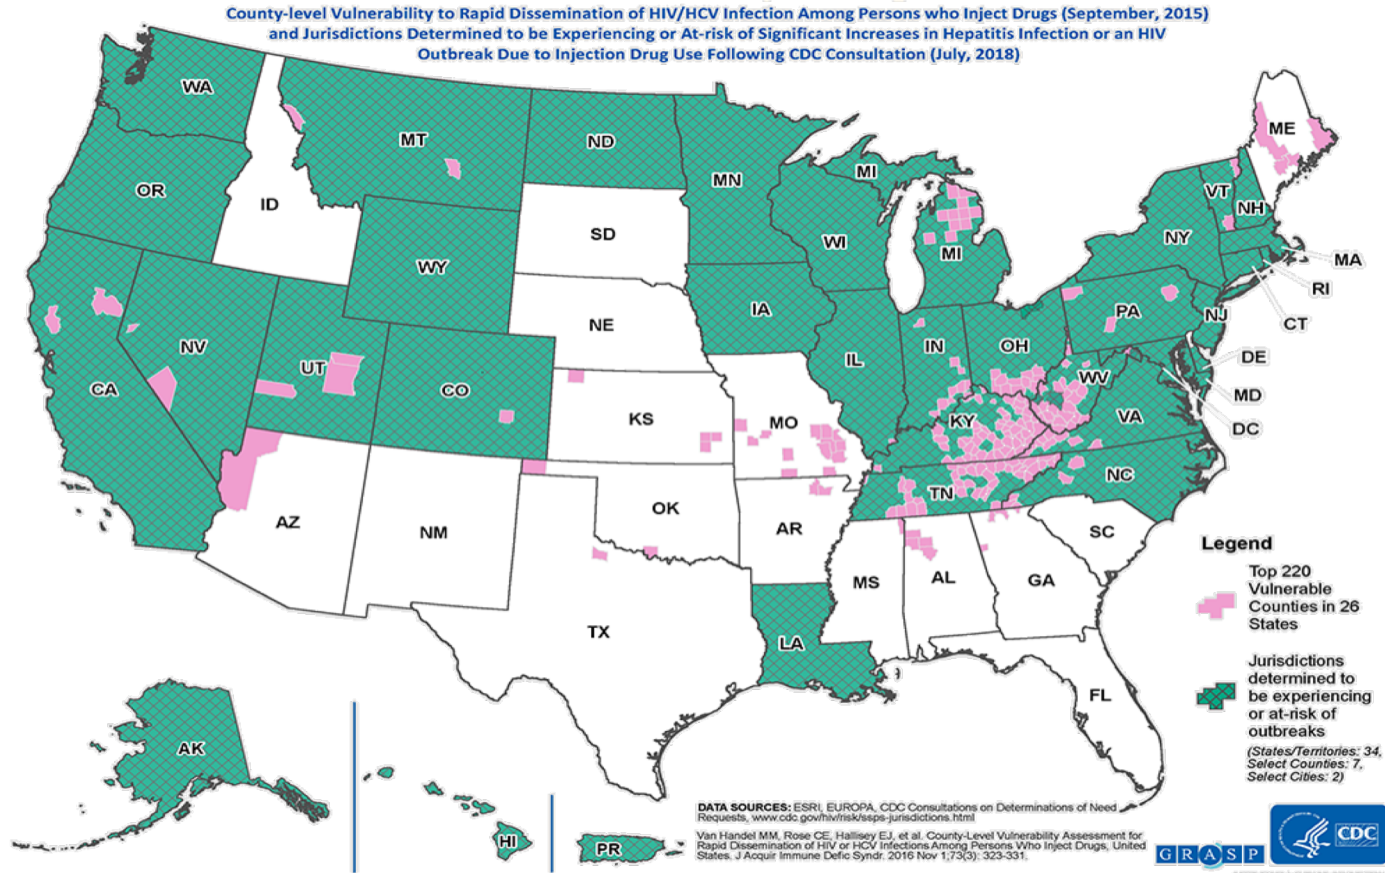 County-level Vulnerability to Rapid Dissemination of HIV/HCV Infection Among Persons who Inject Drugs (September, 2015)
and Jurisdictions Determined to be Experiencing or At-risk of Significant Increases in Hepatitis Infection or an HIV
Outbreak Due to Injection Drug Use Following CDC Consultation (July, 2018)
WA
MT
ND
MN
MI
ME
VT
NH
OR
ID
SD
WI
MI
NY
MA
RI
CT
WY
NE
IA
PA
NJ
NV
UT
CO
IL
IN
OH
DE
MD
DC
CA
KS
MO
KY
WV
VA
AZ
NM
OK
AR
TN
NC
SC
MS
AL
GA
TX
LA
FL
AK
HI
PR
Legend
Top 220
Vulnerable
Counties in 26
States
Jurisdictions
determined to
be experiencing
or at-risk of
outbreaks
(States/Territories: 34,
Select Counties: 7,
Select Cities: 2)
DATA SOURCES: ESRI, EUROPA, CDC Consultations on Determinations of Need
Requests, www.cdc.gov/hiv/risk/ssps-jurisdictions.html
Van Handel MM, Rose CE, Hallisey EJ, et al. County-Level Vulnerability Assessment for
Rapid Dissemination of HIV or HCV Infections Among Persons Who Inject Drugs, United
States. J Acquir Immune Defic Syndr. 2016 Nov 1;73(3): 323-331.
GRASP
CDC